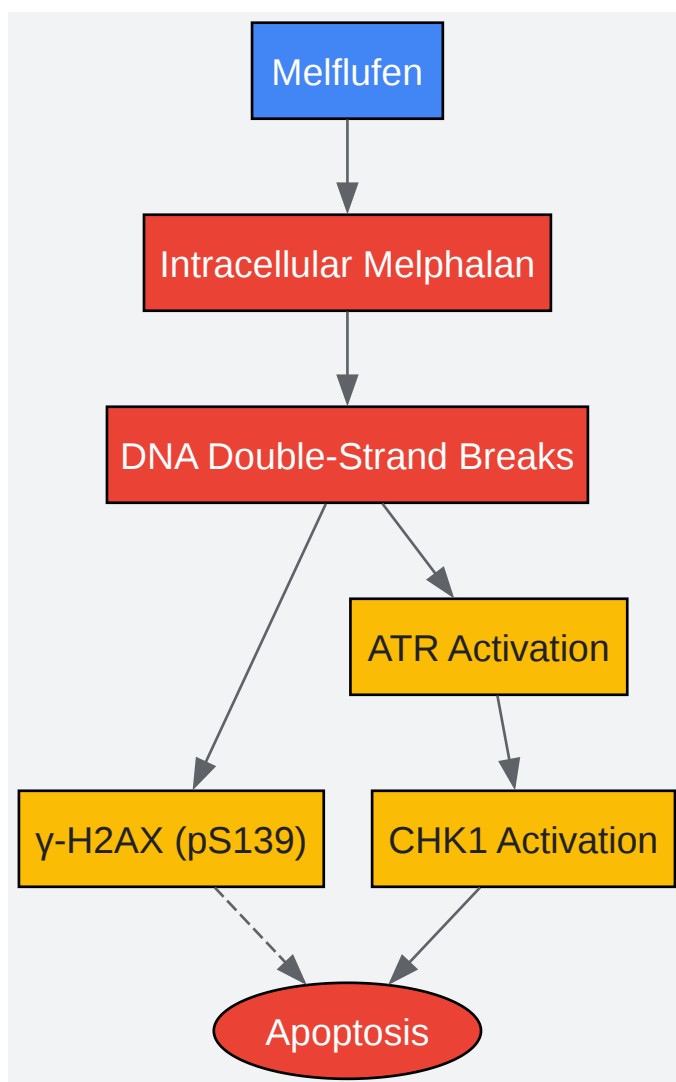 Melflufen
Intracellular Melphalan
DNA Double-Strand Breaks
ATR Activation
γ-H2AX (pS139)
CHK1 Activation
Apoptosis